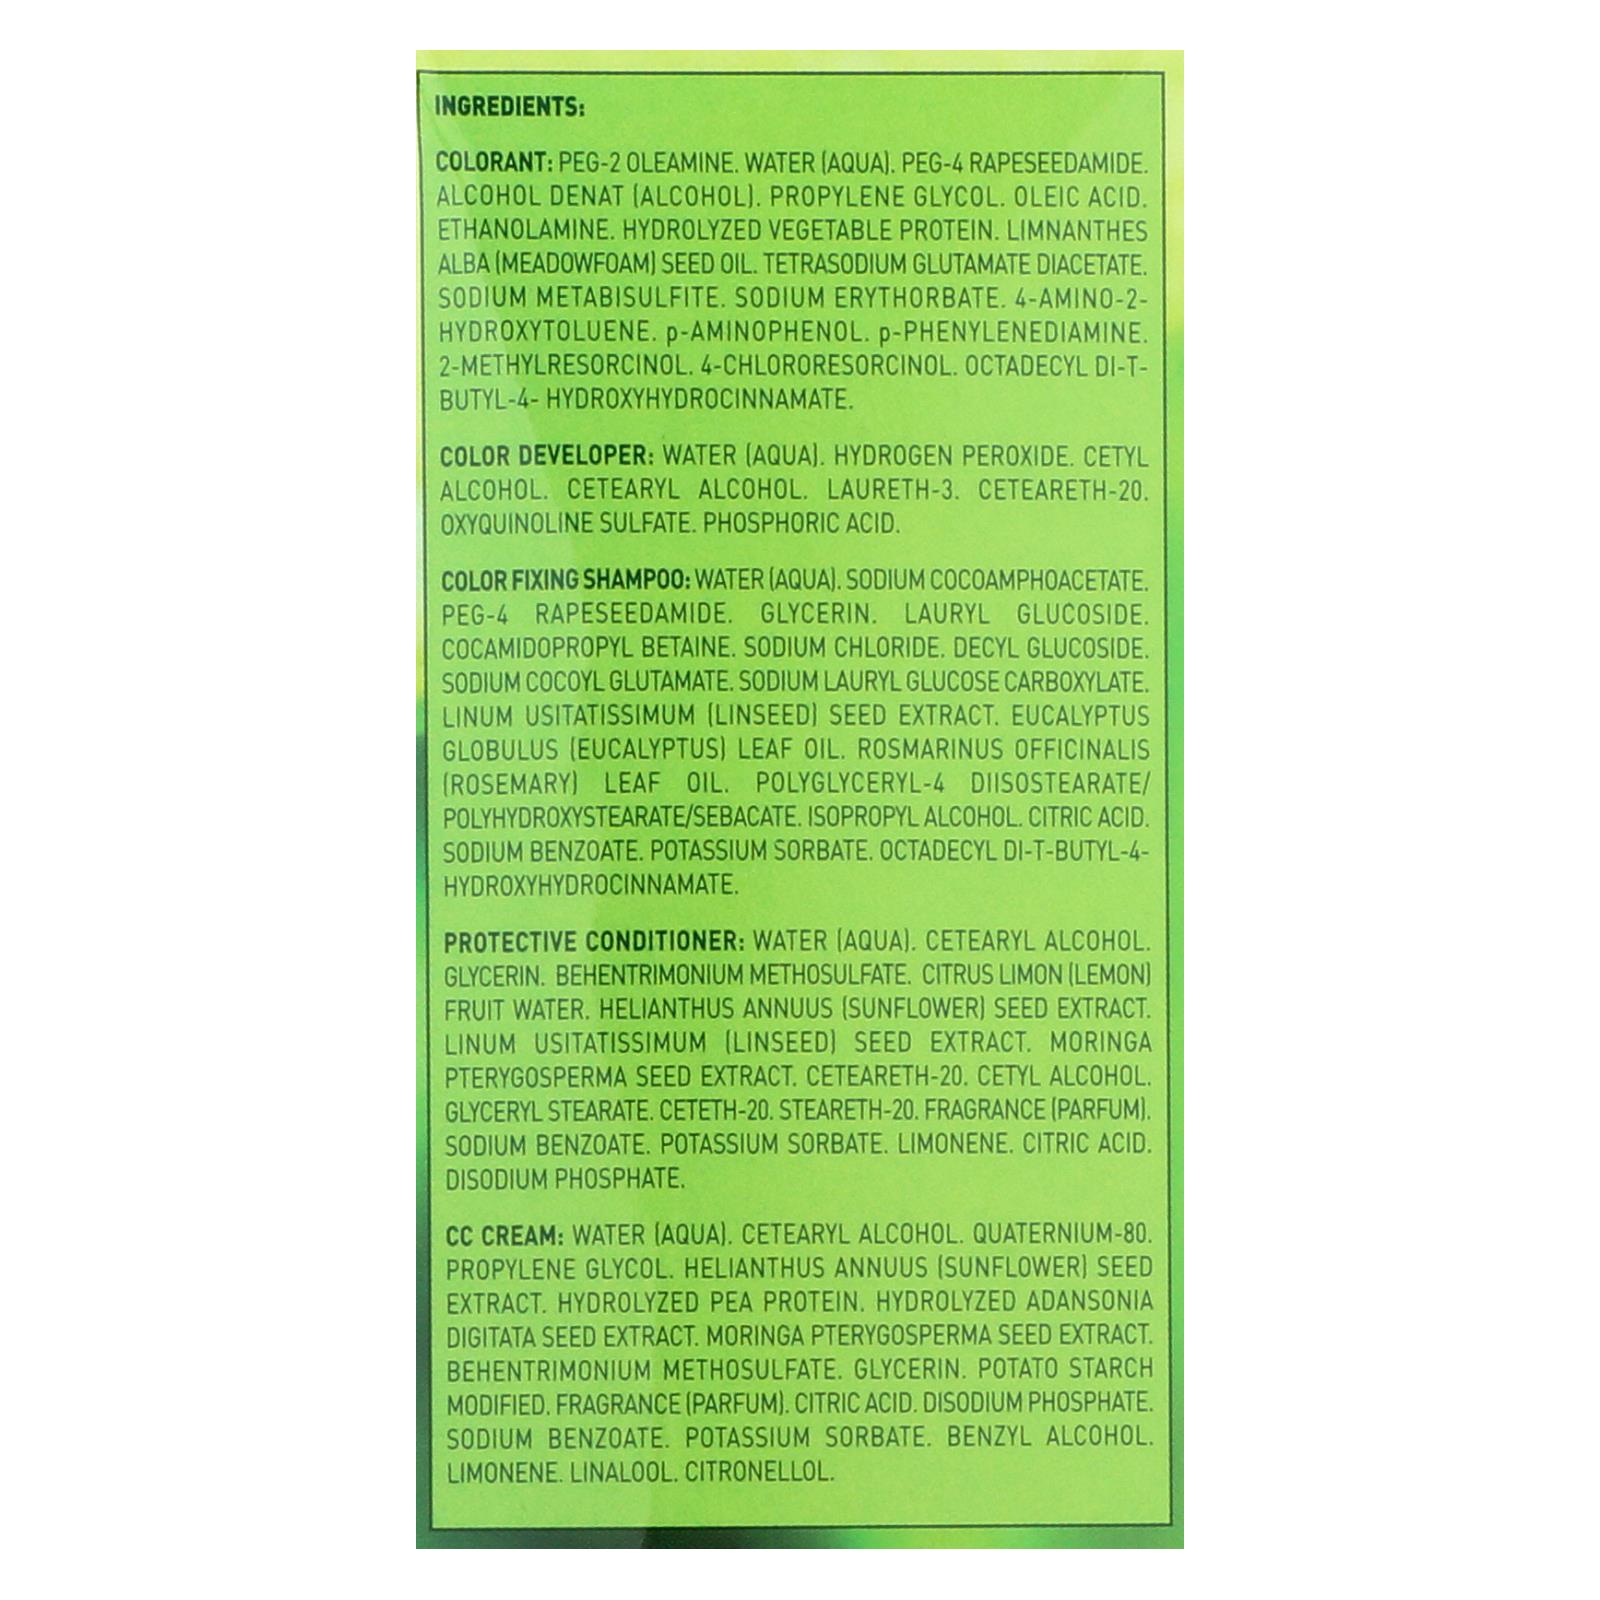 INGREDIENTS:
COLORANT: PEG-2 OLEAMINE. WATER (AQUA). PEG-4 RAPESEEDAMIDE.
ALCOHOL DENAT (ALCOHOL). PROPYLENE GLYCOL. OLEIC ACID.
ETHANOLAMINE. HYDROLYZED VEGETABLE PROTEIN. LIMNANTHES
ALBA (MEADOWFOAM) SEED OIL. TETRASODIUM GLUTAMATE DIACETATE.
SODIUM METABISULFITE. SODIUM ERYTHORBATE. 4-AMINO-2-
HYDROXYTOLUENE. p-AMINOPHENOL. p-PHENYLENEDIAMINE.
2-METHYLRESORCINOL. 4-CHLORORESORCINOL. OCTADECYL DI-T-
BUTYL-4- HYDROXYHYDROCINNAMATE.
COLOR DEVELOPER: WATER (AQUA). HYDROGEN PEROXIDE. CETYL
ALCOHOL. CETEARYL ALCOHOL. LAURETH-3. CETEARETH-20.
OXYQUINOLINE SULFATE. PHOSPHORIC ACID.
COLOR FIXING SHAMPOO: WATER (AQUA). SODIUM COCOAMPHOACETATE.
PEG-4 RAPESEEDAMIDE. GLYCERIN. LAURYL GLUCOSIDE.
COCAMIDOPROPYL BETAINE. SODIUM CHLORIDE. DECYL GLUCOSIDE.
SODIUM COCOYL GLUTAMATE. SODIUM LAURYL GLUCOSE CARBOXYLATE.
LINUM USITATISSIMUM (LINSEED) SEED EXTRACT. EUCALYPTUS
GLOBULUS (EUCALYPTUS) LEAF OIL. ROSMARINUS OFFICINALIS
(ROSEMARY) LEAF OIL. POLYGLYCERYL-4 DIISOSTEARATE/
POLYHYDROXYSTEARATE/SEBACATE. ISOPROPYL ALCOHOL. CITRIC ACID.
SODIUM BENZOATE. POTASSIUM SORBATE. OCTADECYL DI-T-BUTYL-4-
HYDROXYHYDROCINNAMATE.
PROTECTIVE CONDITIONER: WATER (AQUA). CETEARYL ALCOHOL.
GLYCERIN. BEHENTRIMONIUM METHOSULFATE. CITRUS LIMON (LEMON)
FRUIT WATER. HELIANTHUS ANNUUS (SUNFLOWER) SEED EXTRACT.
LINUM USITATISSIMUM (LINSEED) SEED EXTRACT. MORINGA
PTERYGOSPERMA SEED EXTRACT. CETEARETH-20. CETYL ALCOHOL.
GLYCERYL STEARATE. CETETH-20. STEARETH-20. FRAGRANCE (PARFUM).
SODIUM BENZOATE. POTASSIUM SORBATE. LIMONENE. CITRIC ACID.
DISODIUM PHOSPHATE.
CC CREAM: WATER (AQUA). CETEARYL ALCOHOL. QUATERNIUM-80.
PROPYLENE GLYCOL. HELIANTHUS ANNUUS (SUNFLOWER) SEED
EXTRACT. HYDROLYZED PEA PROTEIN. HYDROLYZED ADANSONIA
DIGITATA SEED EXTRACT. MORINGA PTERYGOSPERMA SEED EXTRACT.
BEHENTRIMONIUM METHOSULFATE. GLYCERIN. POTATO STARCH
MODIFIED. FRAGRANCE (PARFUM). CITRIC ACID. DISODIUM PHOSPHATE.
SODIUM BENZOATE. POTASSIUM SORBATE. BENZYL ALCOHOL.
LIMONENE. LINALOOL. CITRONELLOL.